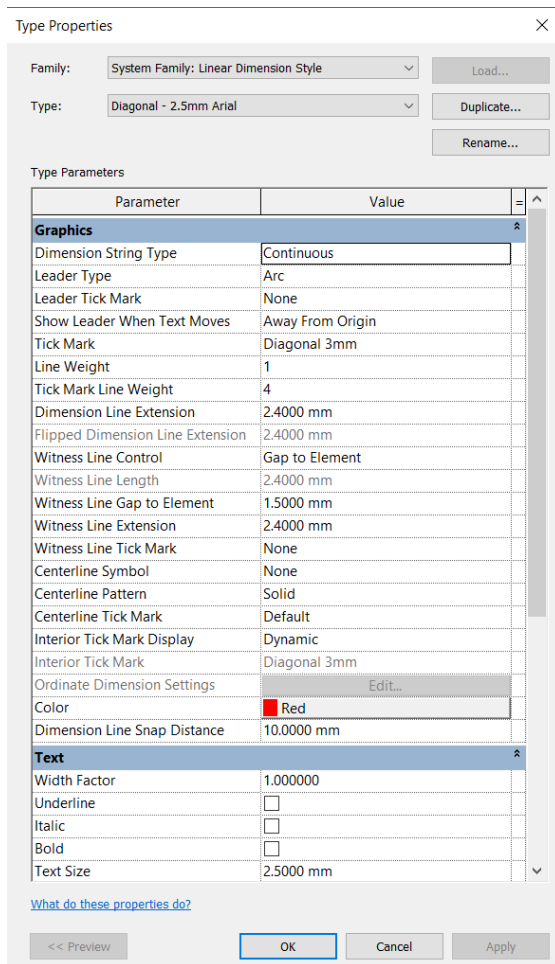 Type Properties
Family: System Family: Linear Dimension Style Load...
Type: Diagonal - 2.5mm Arial Duplicate...
Rename...
Type Parameters
Parameter Value =
Graphics
Dimension String Type Continuous
Leader Type Arc
Leader Tick Mark None
Show Leader When Text Moves Away From Origin
Tick Mark Diagonal 3mm
Line Weight 1
Tick Mark Line Weight 4
Dimension Line Extension 2.4000 mm
Flipped Dimension Line Extension 2.4000 mm
Witness Line Control Gap to Element
Witness Line Length 2.4000 mm
Witness Line Gap to Element 1.5000 mm
Witness Line Extension 2.4000 mm
Witness Line Tick Mark None
Centerline Symbol None
Centerline Pattern Solid
Centerline Tick Mark Default
Interior Tick Mark Display Dynamic
Interior Tick Mark Diagonal 3mm
Ordinate Dimension Settings Edit...
Color Red
Dimension Line Snap Distance 10.0000 mm
Text
Width Factor 1.000000
Underline
Italic
Bold
Text Size 2.5000 mm
What do these properties do?
<< Preview OK Cancel Apply